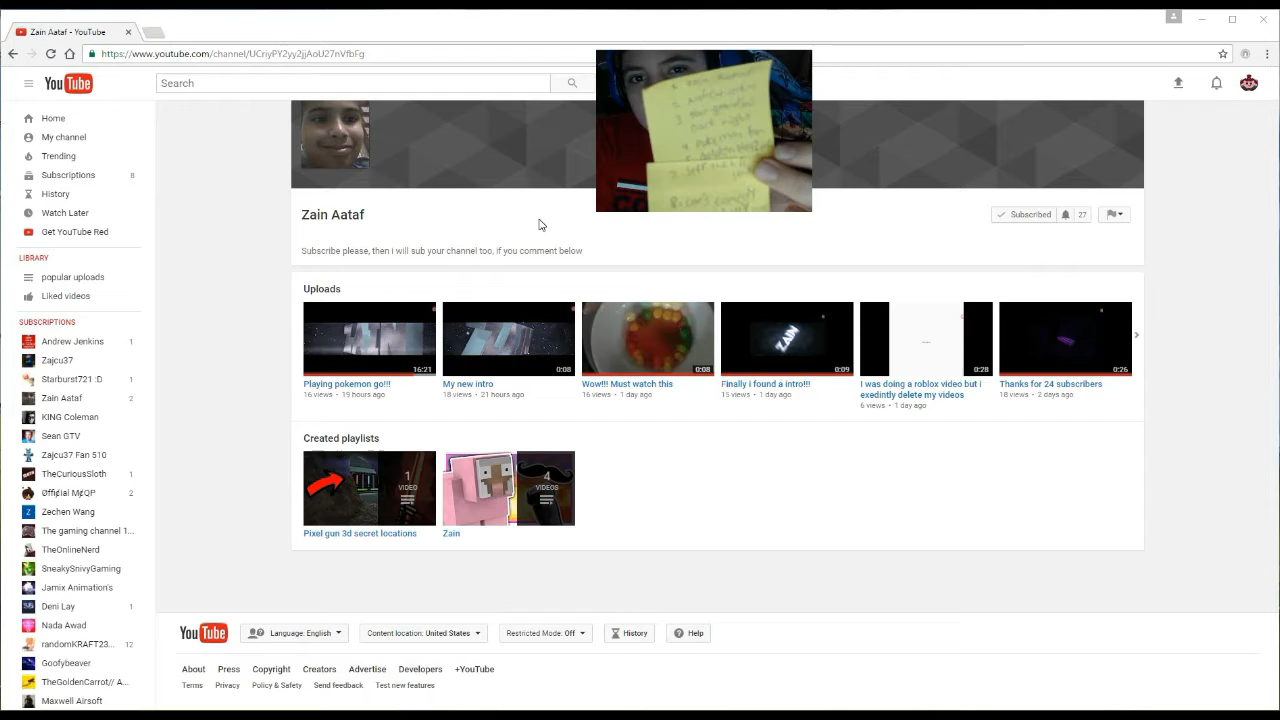 Zain Aataf - YouTube
https://www.youtube.com/channel/UCriyPY2yy2jjAoU27nVfbFg
YouTube
Search
Home
My channel
Trending
Subscriptions 8
History
Watch Later
Get YouTube Red
LIBRARY
popular uploads
Liked videos
SUBSCRIPTIONS
Andrew Jenkins 1
Zajcu37
Starburst721 :D 1
Zain Aataf 2
KING Coleman
Sean GTV
Zajcu37 Fan 510
TheCuriousSloth 1
Zechen Wang
The gaming channel 1...
TheOnlineNerd
SneakySnivyGaming
Jamix Animation's
Deni Lay 1
Nada Awad
randomKRAFT23... 12
Goofybeaver
TheGoldenCarrot// A...
Maxwell Airsoft
Zain Aataf
Subscribed 27
Subscribe please, then i will sub your channel too, if you comment below
Uploads
16:21
0:08
0:08
ZAIN
0:09
0:28
0:26
Playing pokemon go!!!
16 views • 19 hours ago
My new intro
18 views • 21 hours ago
Wow!!! Must watch this
16 views • 1 day ago
Finally i found a intro!!!
15 views • 1 day ago
I was doing a roblox video but i
exedintly delete my videos
6 views • 1 day ago
Thanks for 24 subscribers
18 views • 2 days ago
Created playlists
1
VIDEO
4
VIDEOS
Pixel gun 3d secret locations
Zain
YouTube
Language: English
Content location: United States
Restricted Mode: Off
History
Help
About Press Copyright Creators Advertise Developers +YouTube
Terms Privacy Policy & Safety Send feedback Test new features